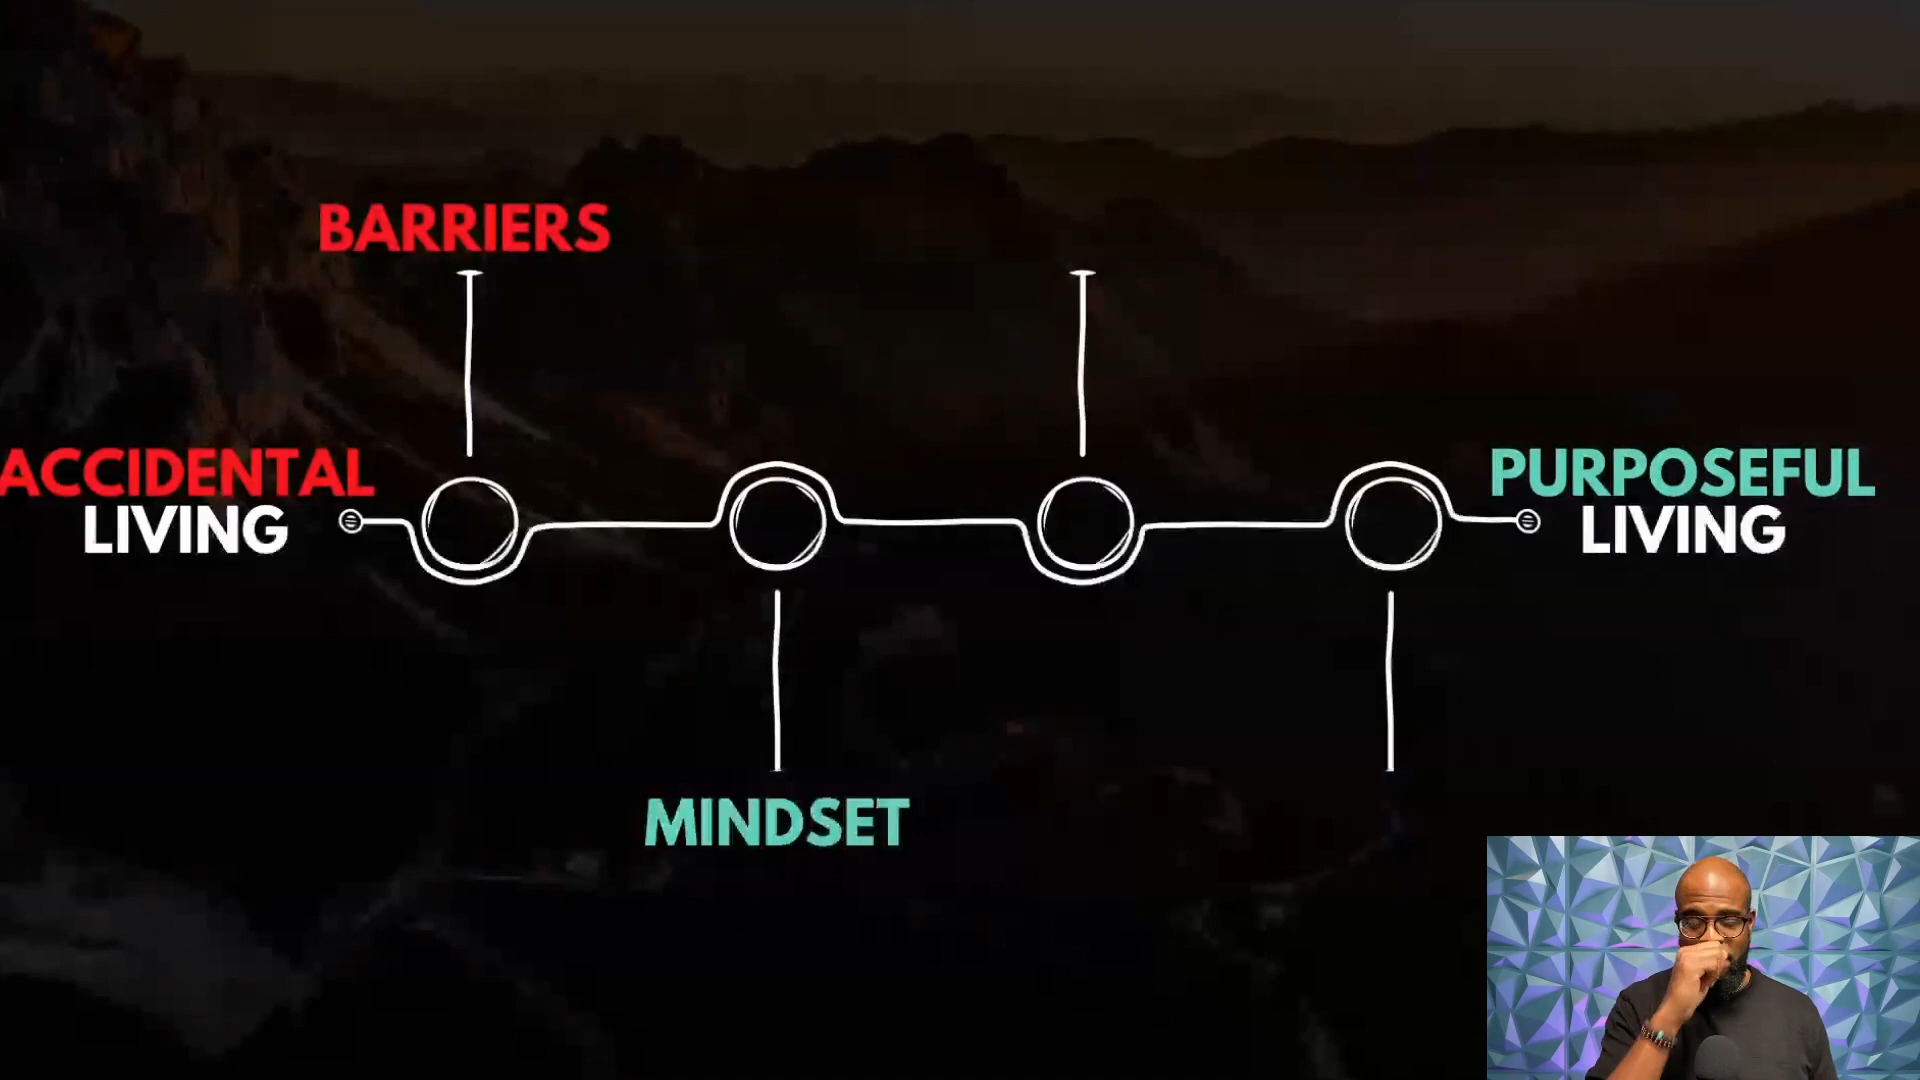 BARRIERS
ACCIDENTAL
LIVING
PURPOSEFUL
LIVING
MINDSET